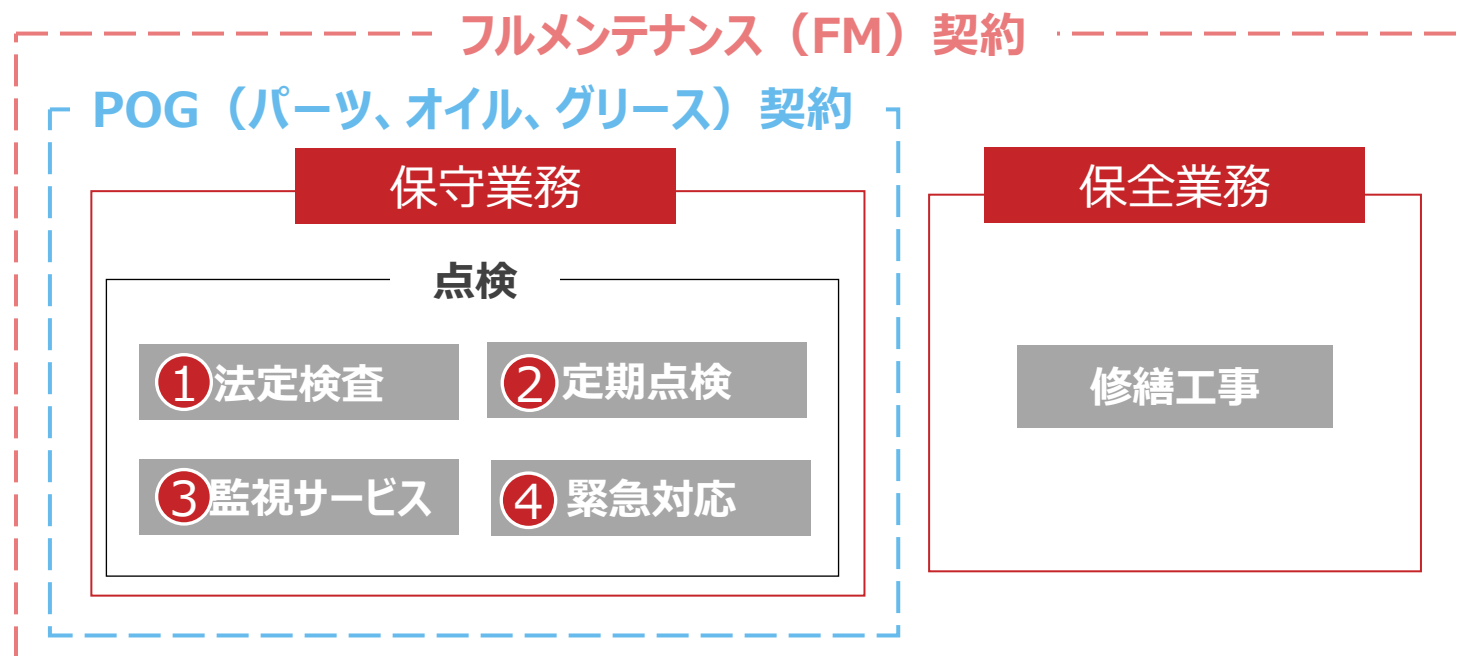 フルメンテナンス（FM）契約
POG（パーツ、オイル、グリース）契約
保守業務
保全業務
点検
1 法定検査
2 定期点検
修繕工事
3 監視サービス
4 緊急対応